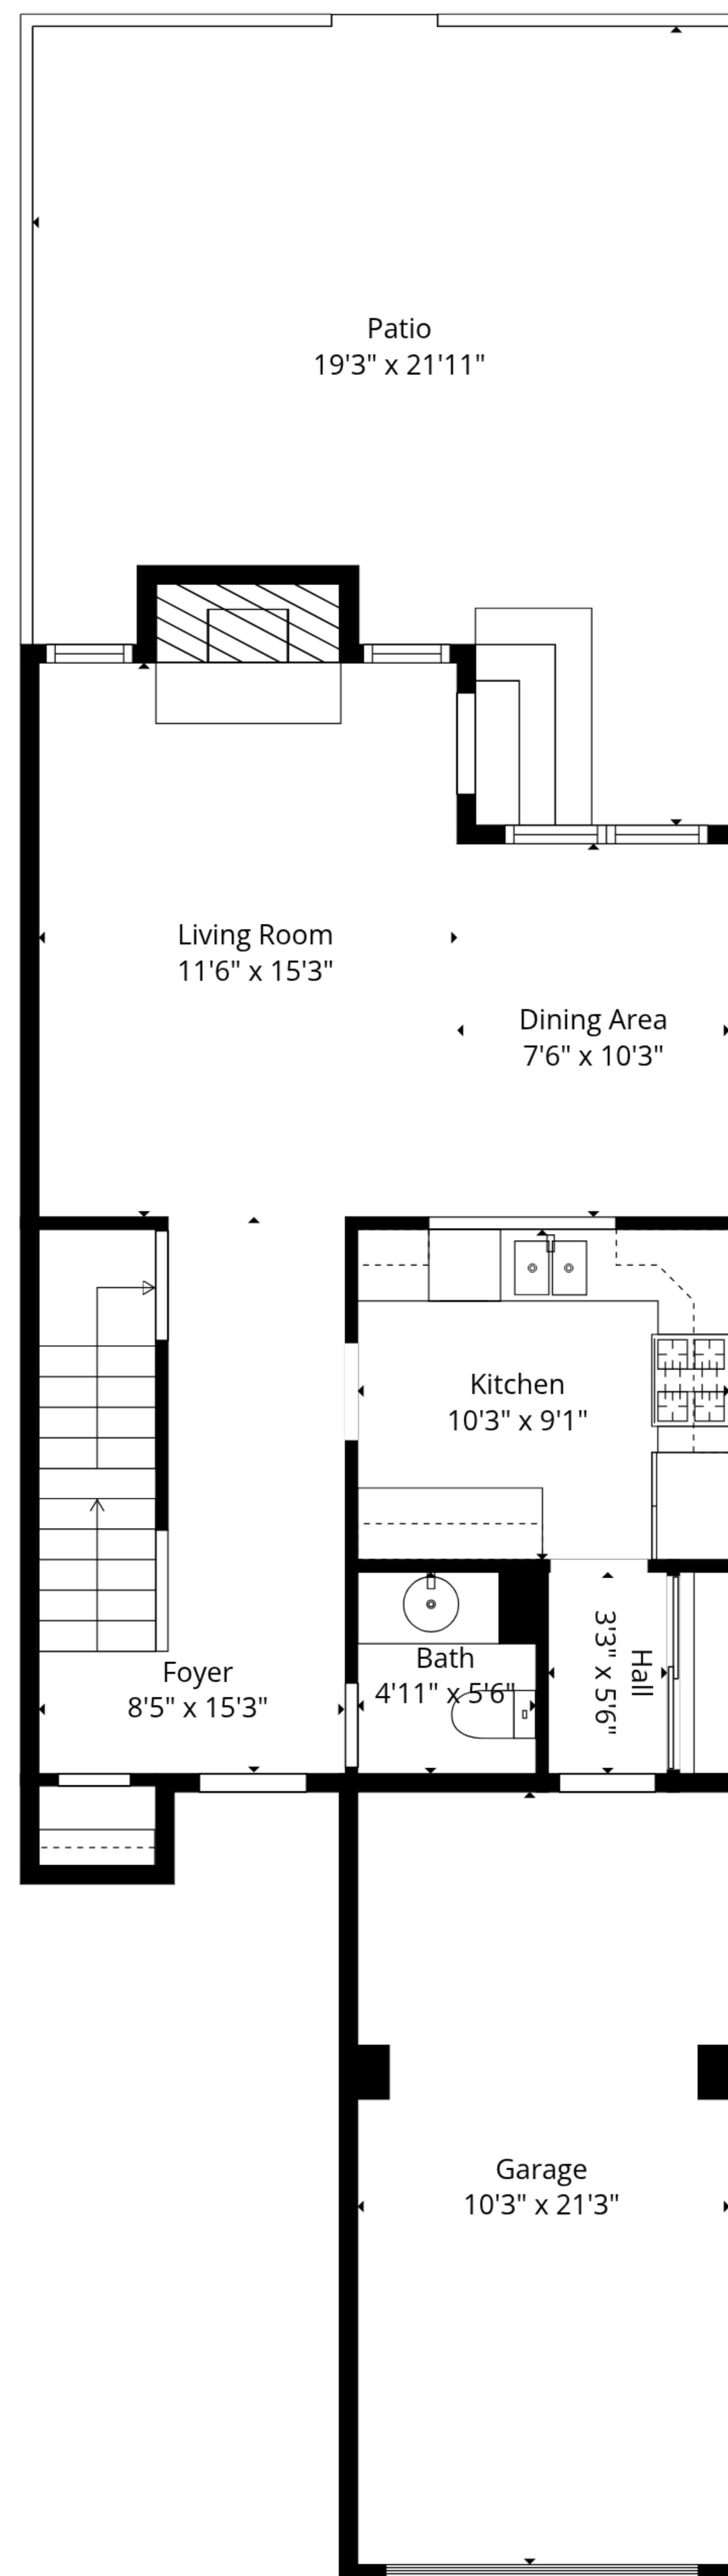 Patio
19'3" x 21'11"
Living Room
11'6" x 15'3"
Dining Area
7'6" x 10'3"
Kitchen
10'3" x 9'1"
Foyer
8'5" x 15'3"
Bath
4'11" x 5'6"
Hall
3'3" x 5'6"
Garage
10'3" x 21'3"